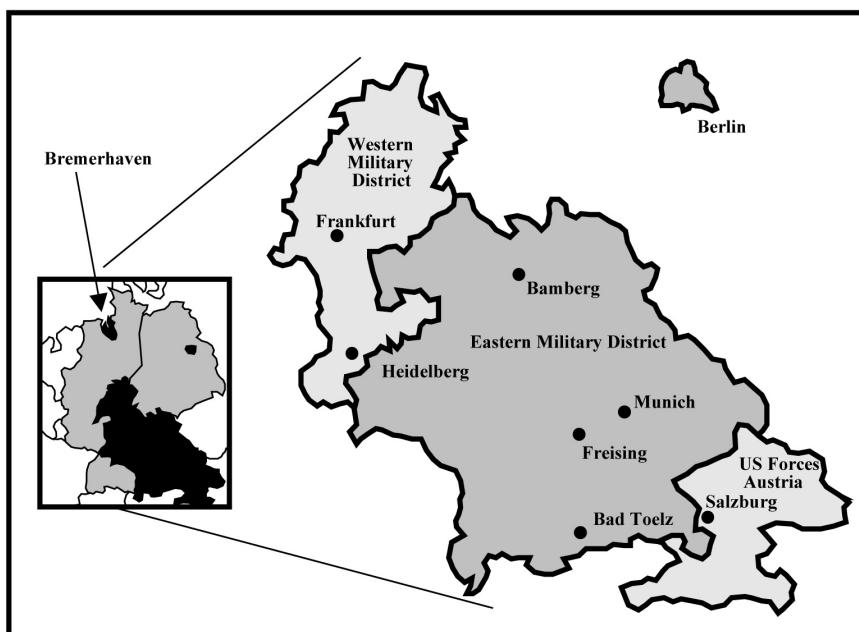 Berlin
Western
Military
District
Bremerhaven
Frankfurt
Bamberg
Eastern Military District
Heidelberg
Munich
Freising
US Forces
Austria
Salzburg
Bad Toelz